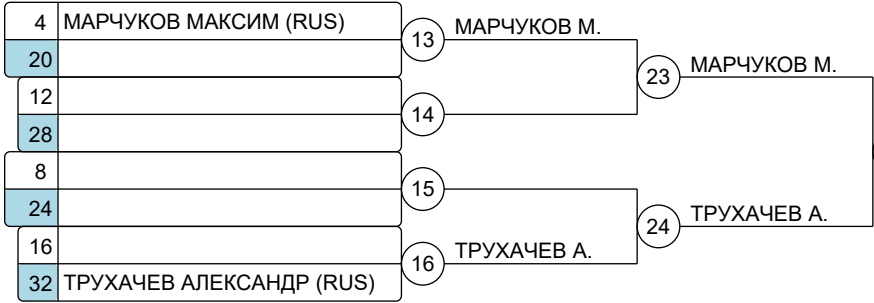 4 МАРЧУКОВ МАКСИМ (RUS)
13 МАРЧУКОВ М.
20
23 МАРЧУКОВ М.
12
14
28
8
15
24
24 ТРУХАЧЕВ А.
16
16 ТРУХАЧЕВ А.
32 ТРУХАЧЕВ АЛЕКСАНДР (RUS)